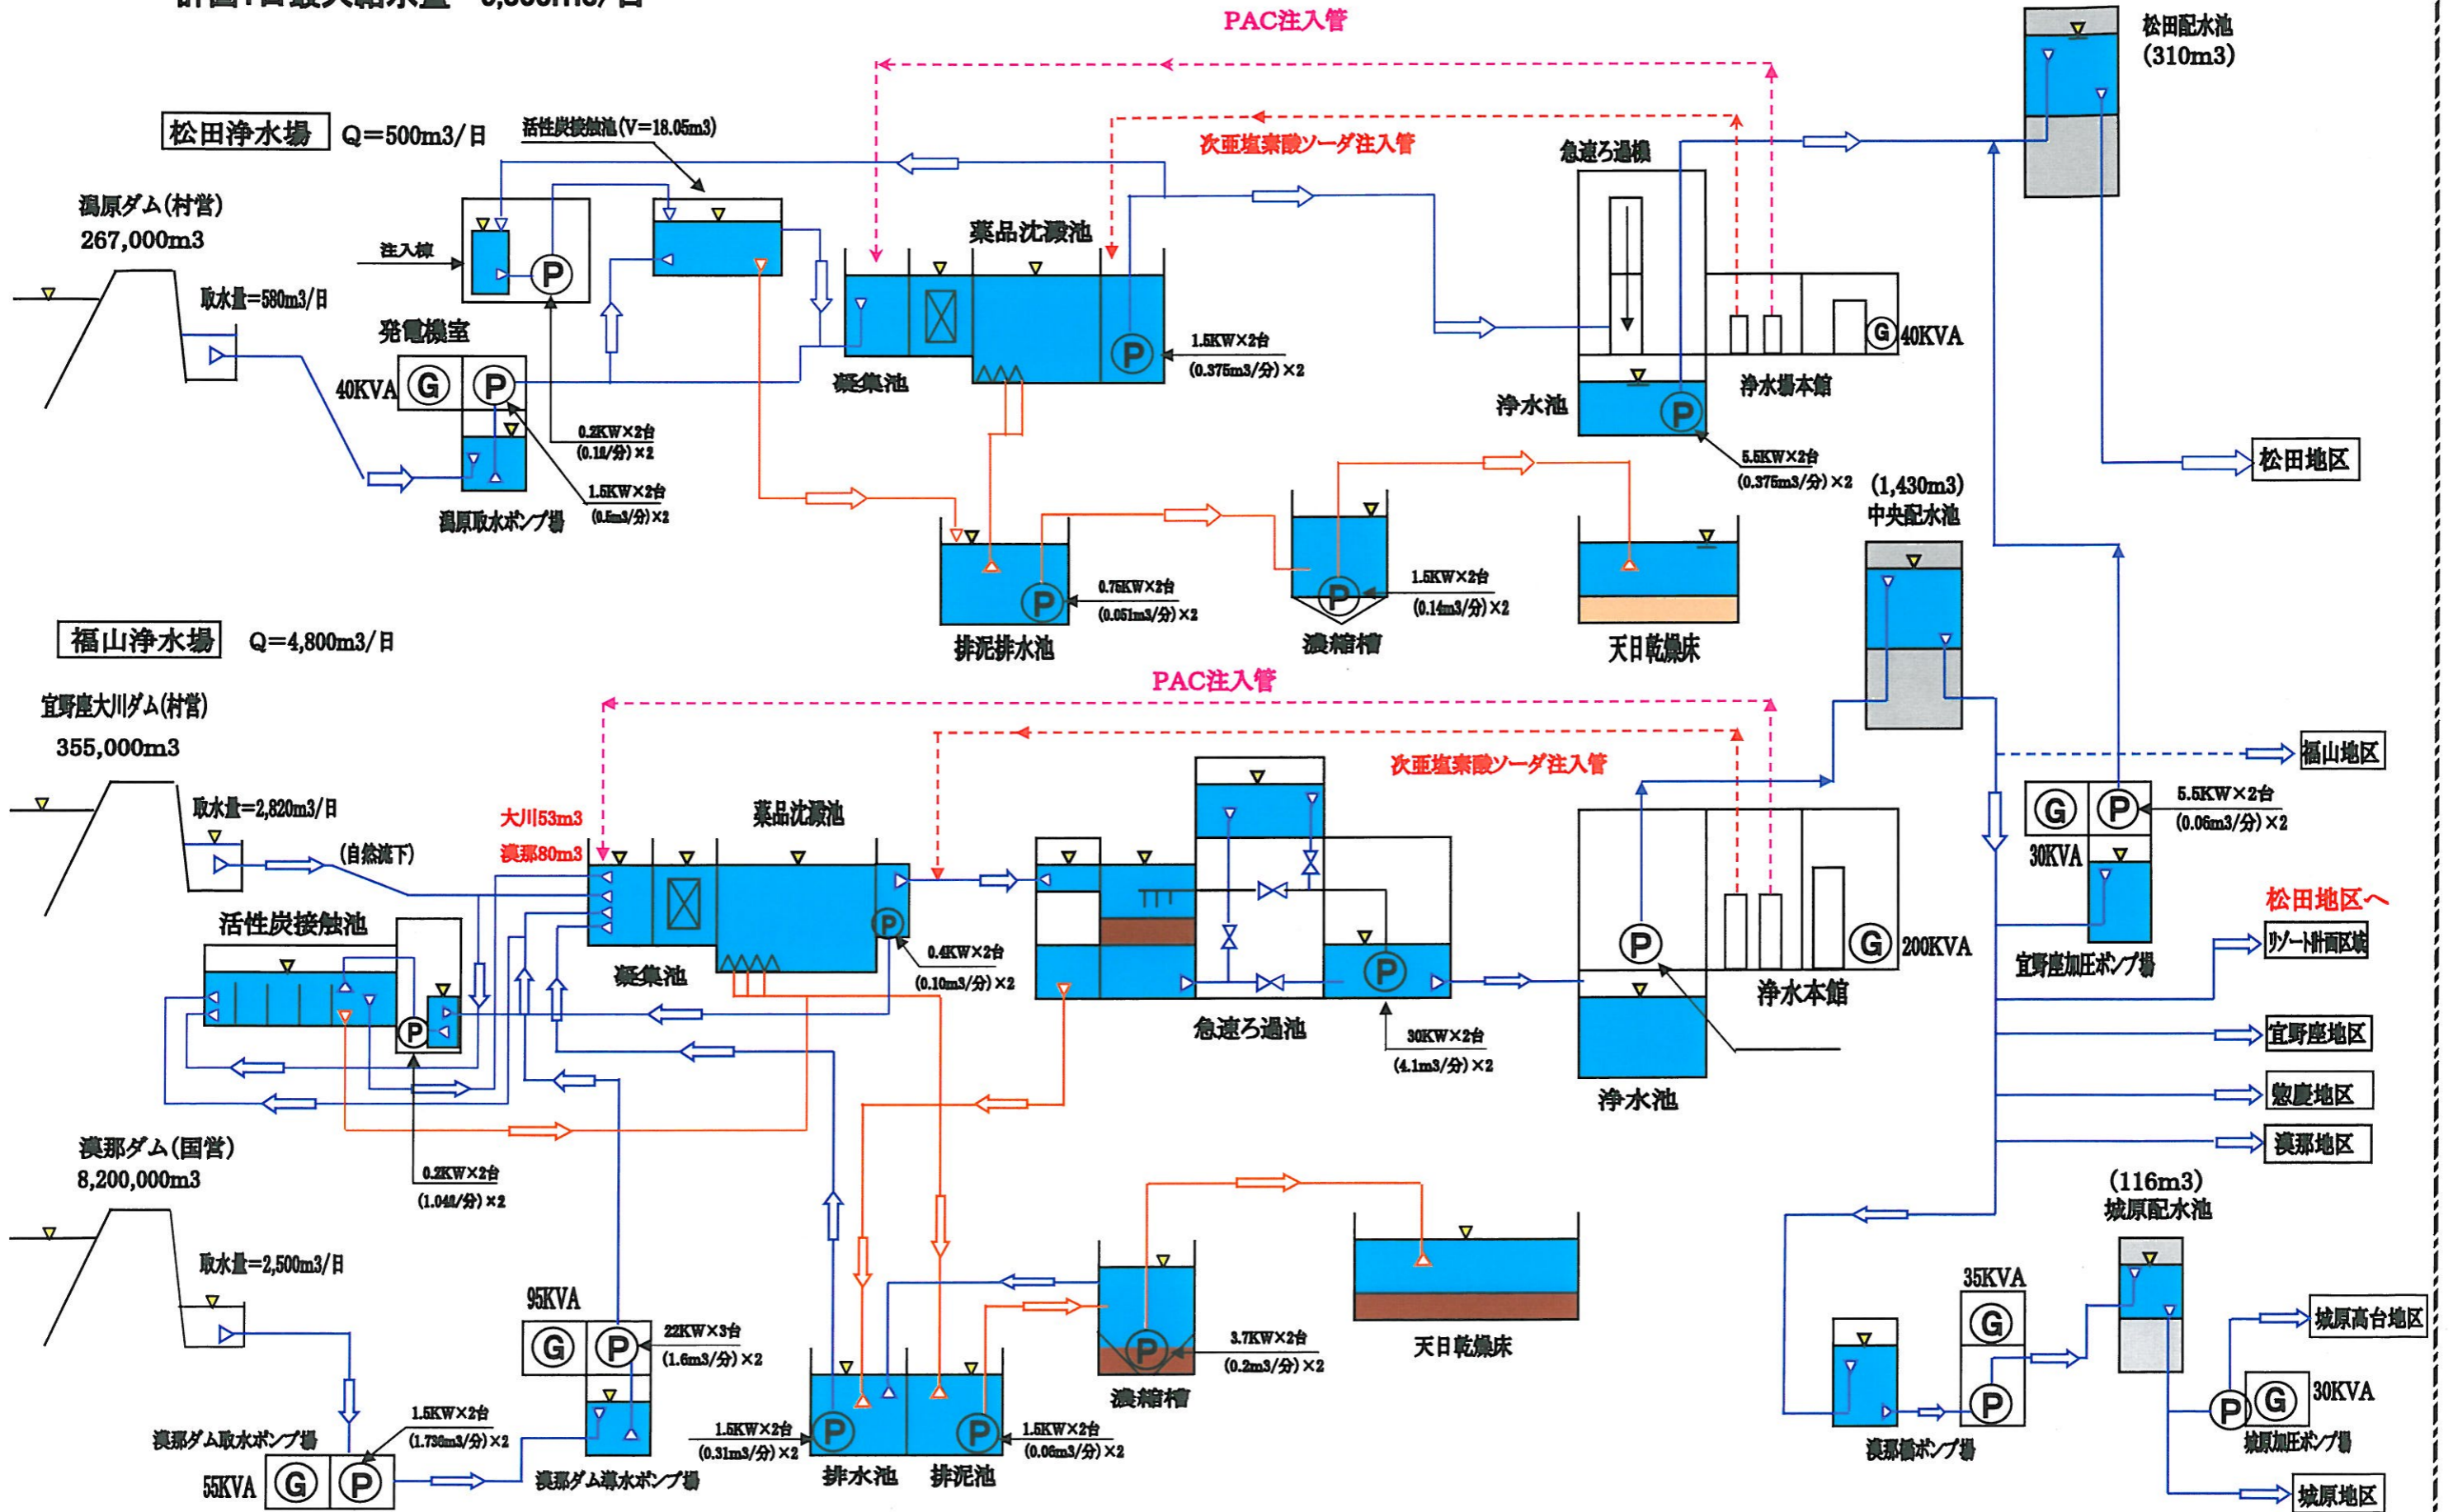 PAC注入管
松田配水池
(310m3)
松田浄水場
Q=500m3/日
活性炭接触池(V=18.05m3)
次亜塩素酸ソーダ注入管
急速ろ過機
潟原ダム(村営)
267,000m3
注入棟
薬品沈澱池
取水量=580m3/日
発電機室
40KVA
G
P
P
凝集池
P
1.5KW×2台
(0.375m3/分)×2
G
40KVA
浄水場本館
浄水池
P
0.2KW×2台
(0.1ℓ/分)×2
1.5KW×2台
(0.5m3/分)×2
潟原取水ポンプ場
5.5KW×2台
(0.375m3/分)×2
松田地区
(1,430m3)
中央配水池
P
0.75KW×2台
(0.051m3/分)×2
排泥排水池
P
1.5KW×2台
(0.14m3/分)×2
濃縮槽
天日乾燥床
福山浄水場
Q=4,800m3/日
PAC注入管
宜野座大川ダム(村営)
355,000m3
次亜塩素酸ソーダ注入管
福山地区
取水量=2,820m3/日
(自然流下)
大川53m3
漢那80m3
薬品沈澱池
G
P
5.5KW×2台
(0.06m3/分)×2
30KVA
松田地区へ
リゾート計画区域
宜野座加圧ポンプ場
活性炭接触池
P
凝集池
P
0.4KW×2台
(0.10m3/分)×2
P
急速ろ過池
30KW×2台
(4.1m3/分)×2
P
G
200KVA
浄水本館
浄水池
宜野座地区
惣慶地区
漢那地区
漢那ダム(国営)
8,200,000m3
0.2KW×2台
(1.04ℓ/分)×2
取水量=2,500m3/日
(116m3)
城原配水池
95KVA
G
P
22KW×3台
(1.6m3/分)×2
P
3.7KW×2台
(0.2m3/分)×2
濃縮槽
天日乾燥床
35KVA
G
P
城原高台地区
P
G
30KVA
城原加圧ポンプ場
漢那橋ポンプ場
漢那ダム取水ポンプ場
1.5KW×2台
(1.736m3/分)×2
55KVA
G
P
漢那ダム導水ポンプ場
1.5KW×2台
(0.31m3/分)×2
P
P
1.5KW×2台
(0.06m3/分)×2
排水池
排泥池
城原地区